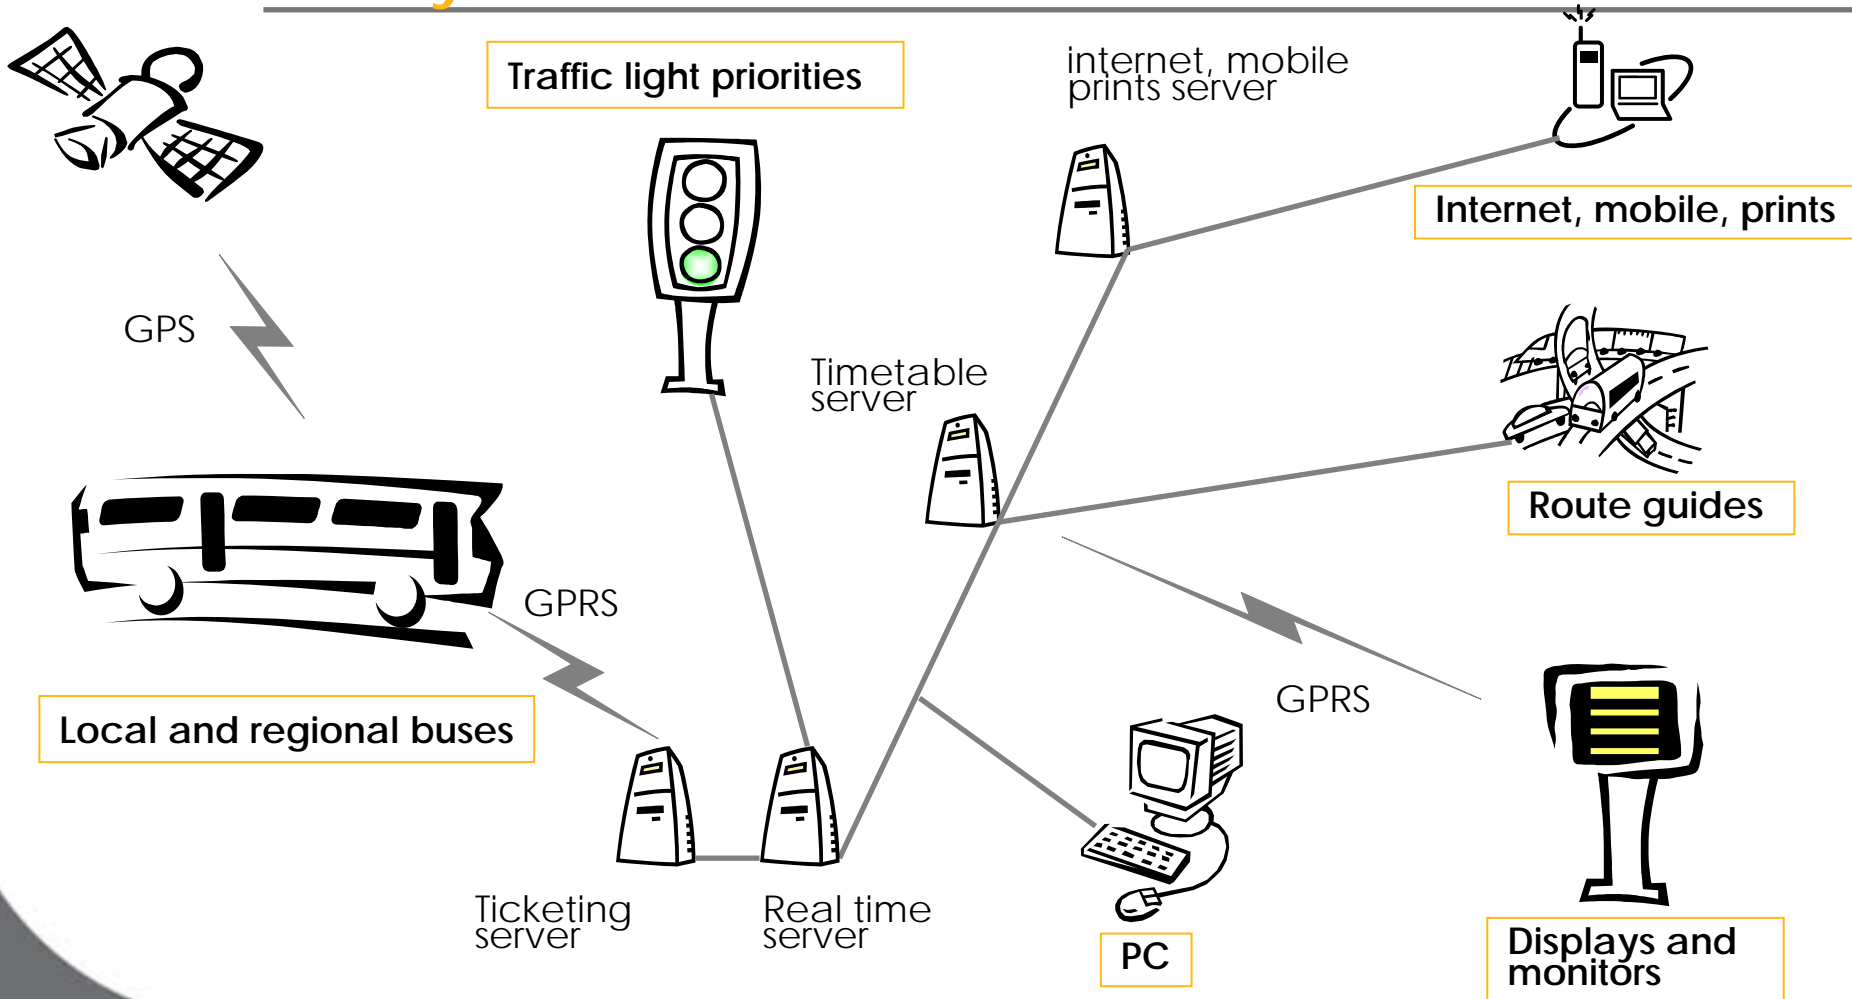 Traffic light priorities
internet, mobile
prints server
Internet, mobile, prints
GPS
Timetable
server
Route guides
GPRS
GPRS
Local and regional buses
Ticketing
server
Real time
server
PC
Displays and
monitors